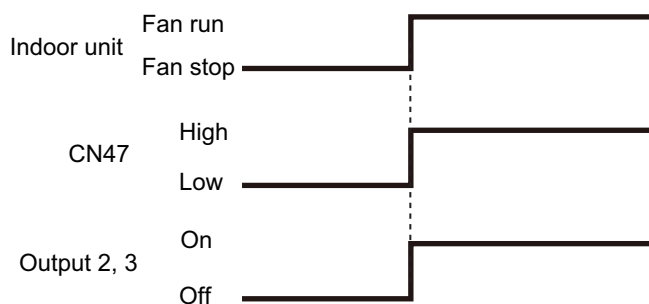 Indoor unit
Fan run
Fan stop
CN47
High
Low
Output 2, 3
On
Off